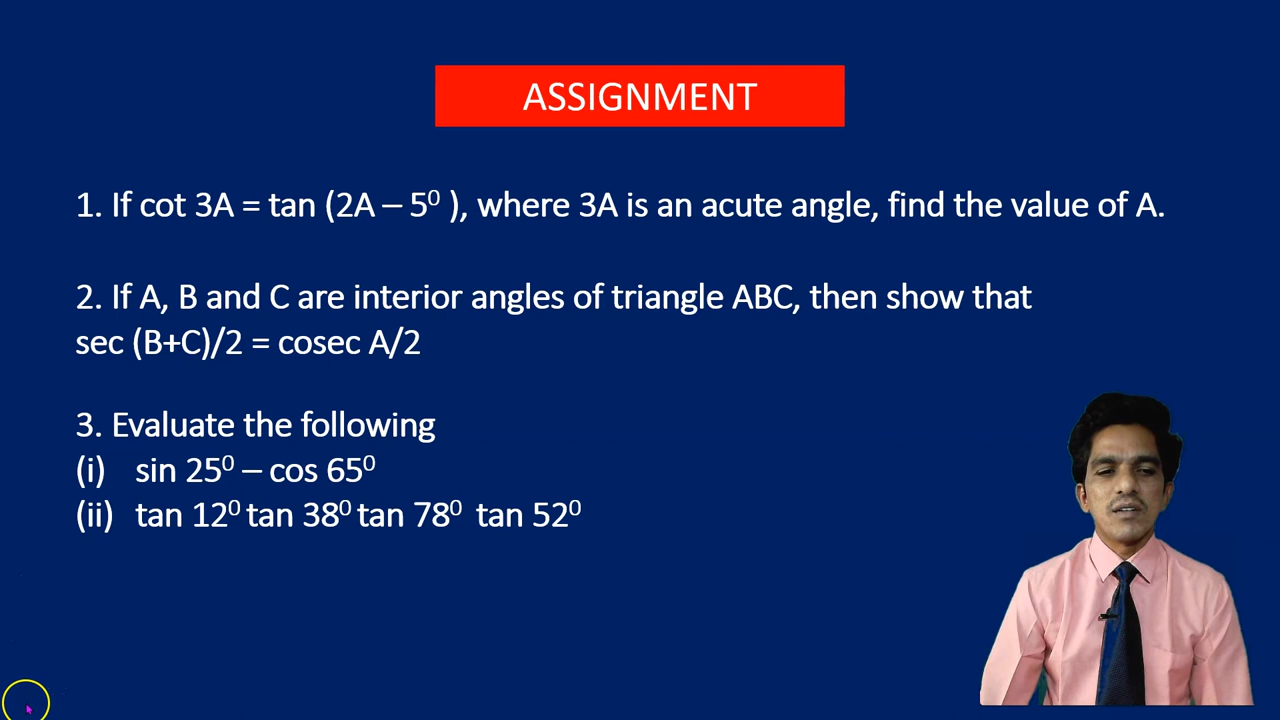 ASSIGNMENT
1. If cot 3A = tan (2A – 5⁰ ), where 3A is an acute angle, find the value of A.
2. If A, B and C are interior angles of triangle ABC, then show that
sec (B+C)/2 = cosec A/2
3. Evaluate the following
(i) sin 25⁰ – cos 65⁰
(ii) tan 12⁰ tan 38⁰ tan 78⁰ tan 52⁰